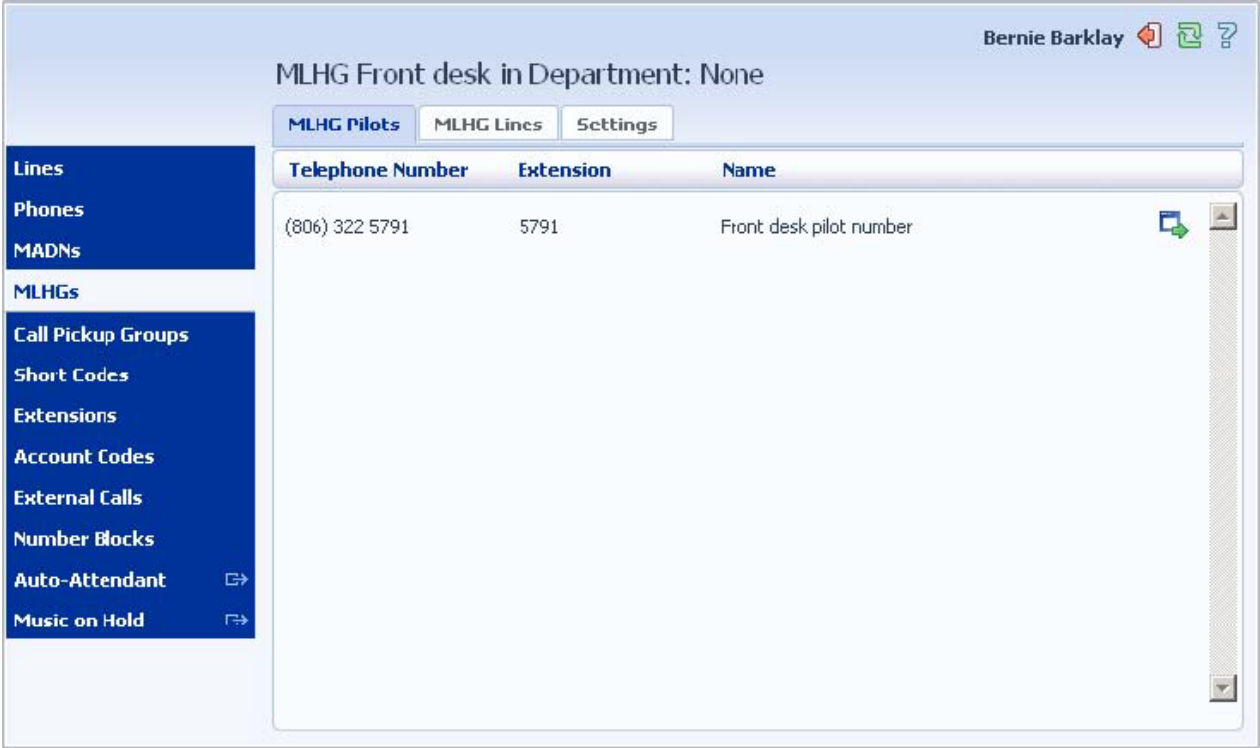 Bernie Barklay
MLHG Front desk in Department: None
MLHG Pilots MLHG Lines Settings
Telephone Number Extension Name
(806) 322 5791 5791 Front desk pilot number
Lines
Phones
MADNs
MLHGs
Call Pickup Groups
Short Codes
Extensions
Account Codes
External Calls
Number Blocks
Auto-Attendant
Music on Hold